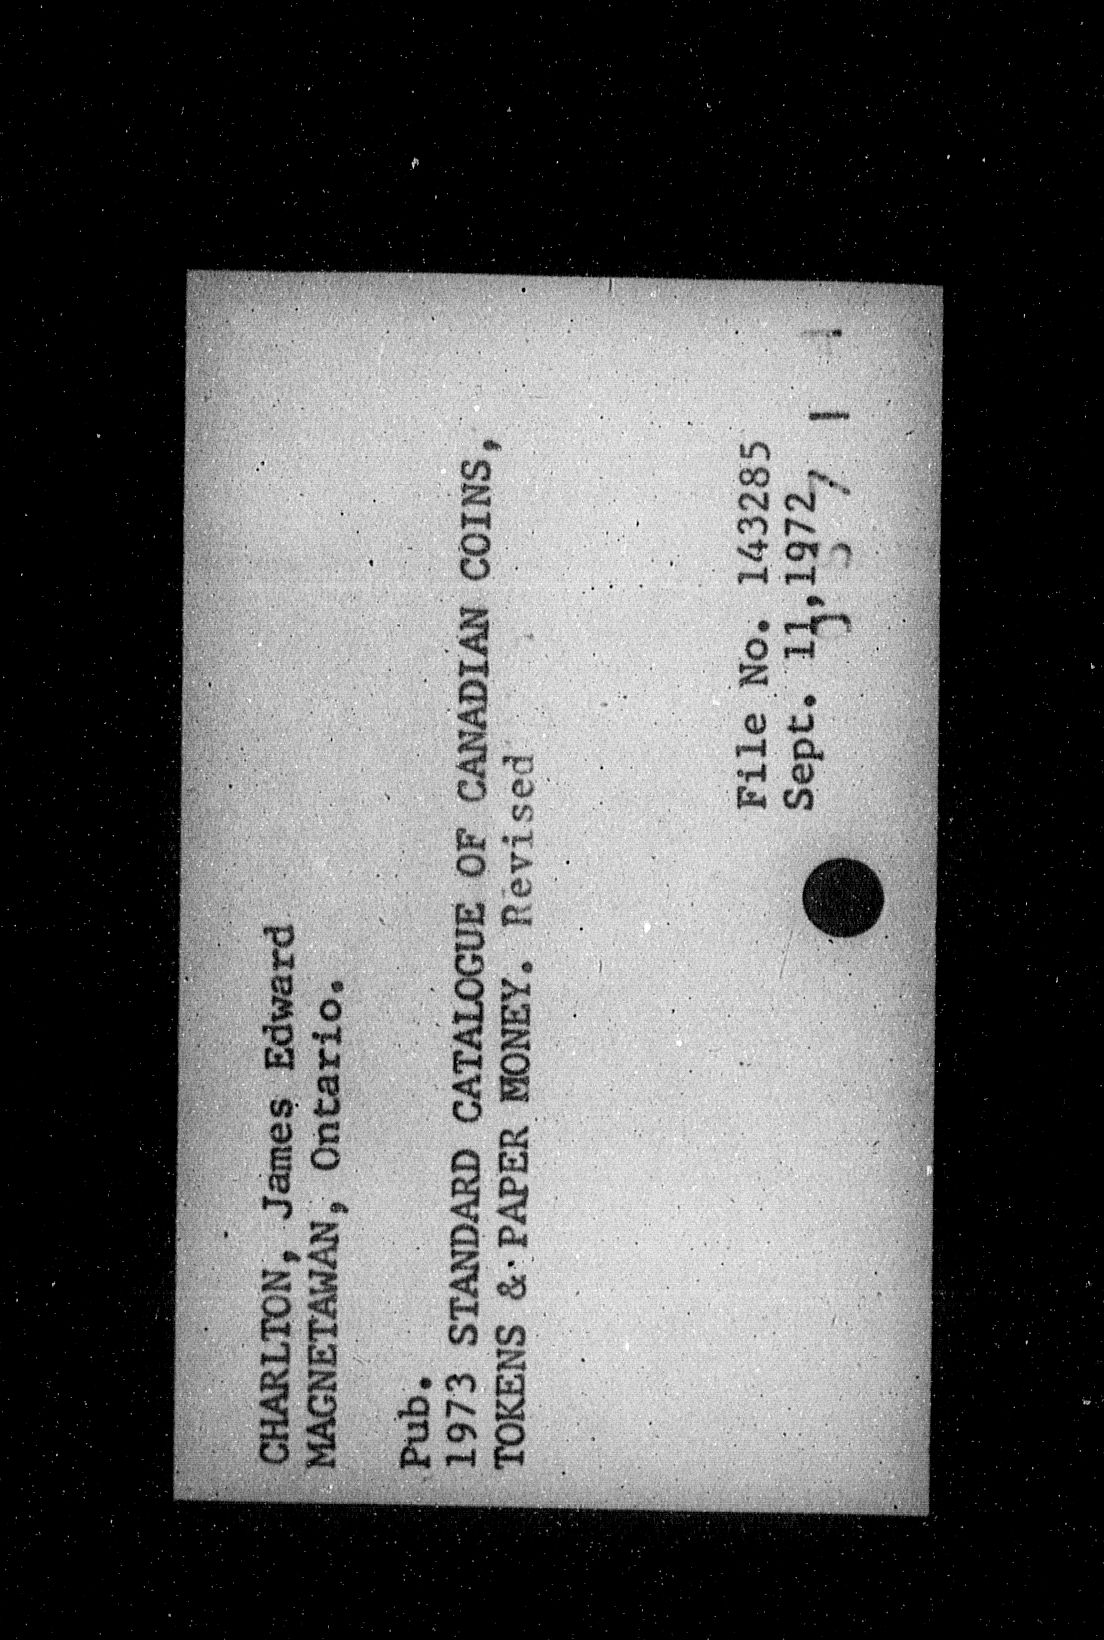 CHARLTON, James Edward
MAGNETAWAN, Ontario.
Pub.
1973 STANDARD CATALOGUE OF CANADIAN COINS,
TOKENS & PAPER MONEY. Revised
File No. 143285
Sept. 11,1972